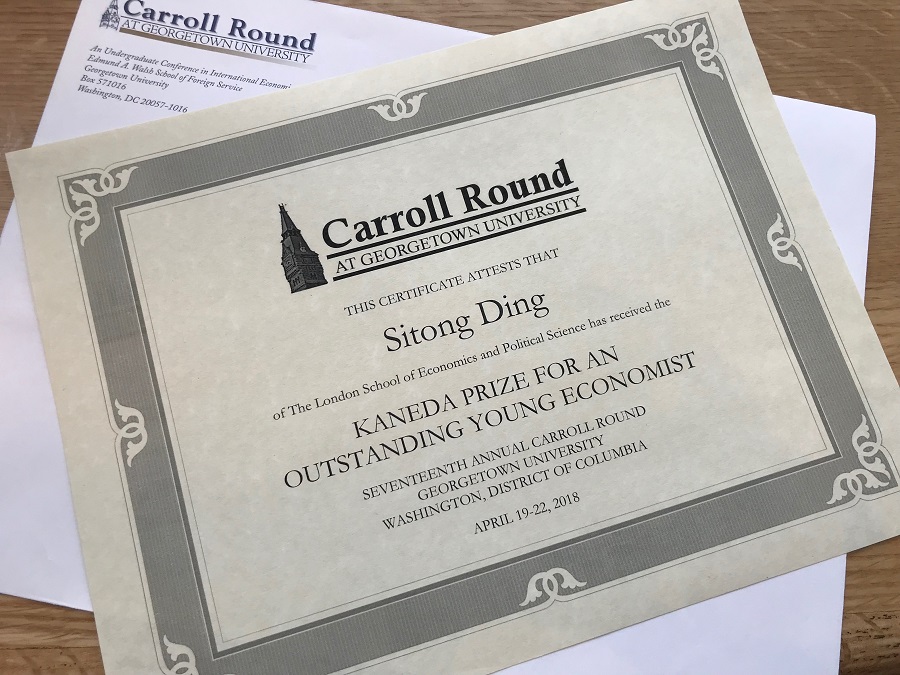 Carroll Round
AT GEORGETOWN UNIVERSITY
An Undergraduate Conference in International Economi
Edmund A. Walsh School of Foreign Service
Georgetown University
Box 571016
Washington, DC 20057-1016
Carroll Round
AT GEORGETOWN UNIVERSITY
THIS CERTIFICATE ATTESTS THAT
Sitong Ding
of The London School of Economics and Political Science has received the
KANEDA PRIZE FOR AN
OUTSTANDING YOUNG ECONOMIST
SEVENTEENTH ANNUAL CARROLL ROUND
GEORGETOWN UNIVERSITY
WASHINGTON, DISTRICT OF COLUMBIA
APRIL 19-22, 2018